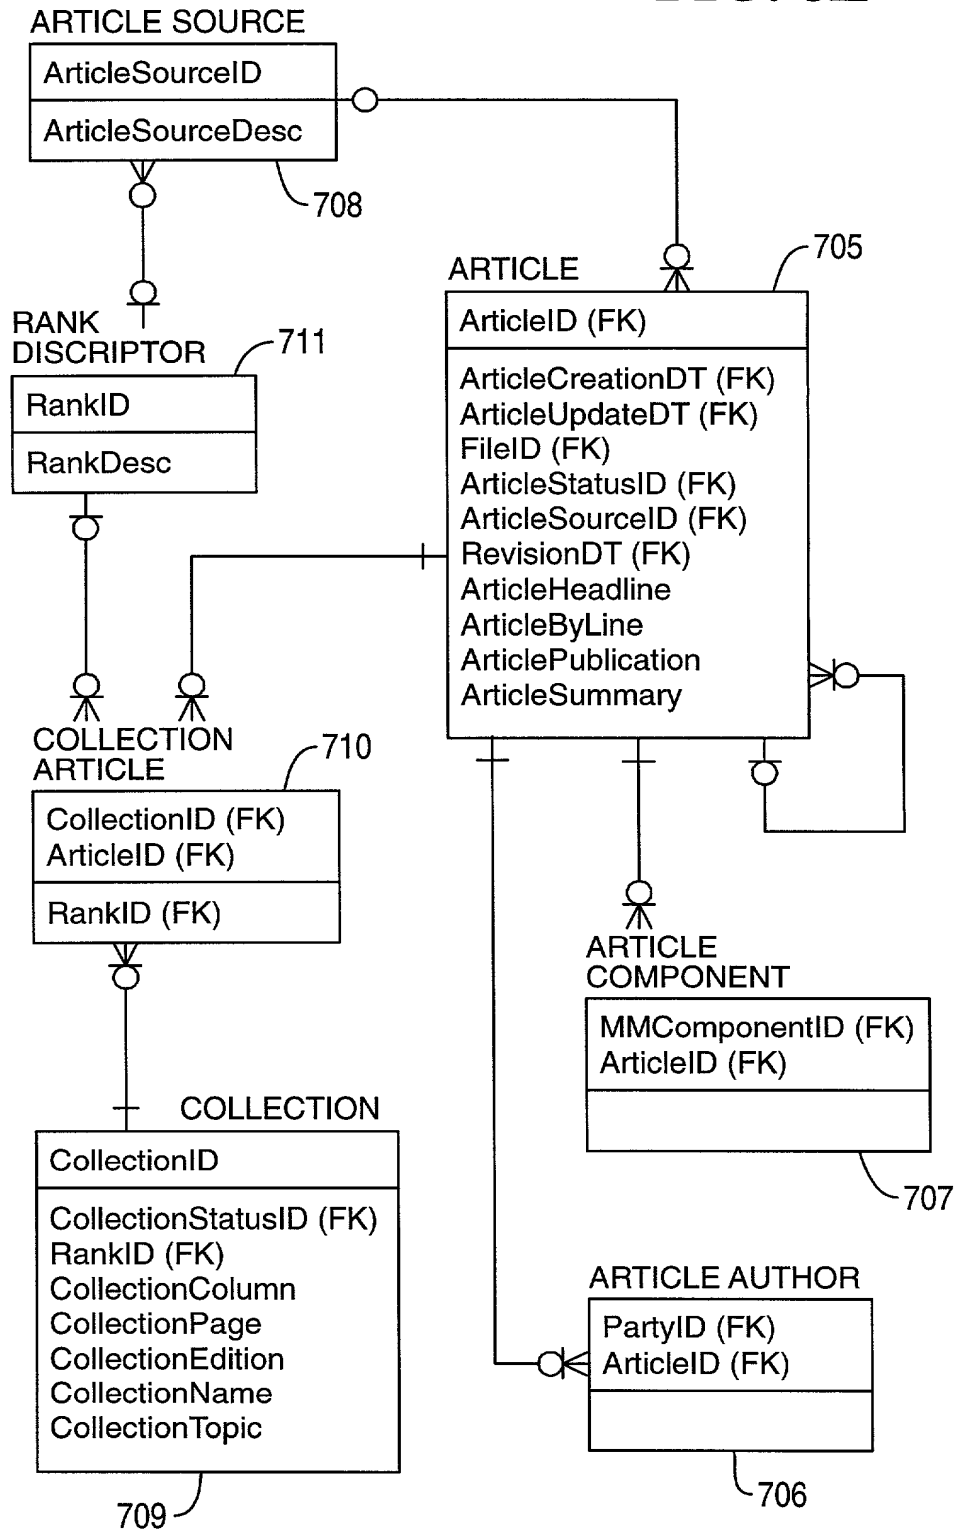 ARTICLE SOURCE
ArticleSourceID
ArticleSourceDesc
708
705
ARTICLE
ArticleID (FK)
ArticleCreationDT (FK)
ArticleUpdateDT (FK)
FileID (FK)
ArticleStatusID (FK)
ArticleSourceID (FK)
RevisionDT (FK)
ArticleHeadline
ArticleByLine
ArticlePublication
ArticleSummary
RANK
DISCRIPTOR
711
RankID
RankDesc
COLLECTION
ARTICLE
710
CollectionID (FK)
ArticleID (FK)
RankID (FK)
ARTICLE
COMPONENT
MMComponentID (FK)
ArticleID (FK)
707
COLLECTION
CollectionID
CollectionStatusID (FK)
RankID (FK)
CollectionColumn
CollectionPage
CollectionEdition
CollectionName
CollectionTopic
709
ARTICLE AUTHOR
PartyID (FK)
ArticleID (FK)
706